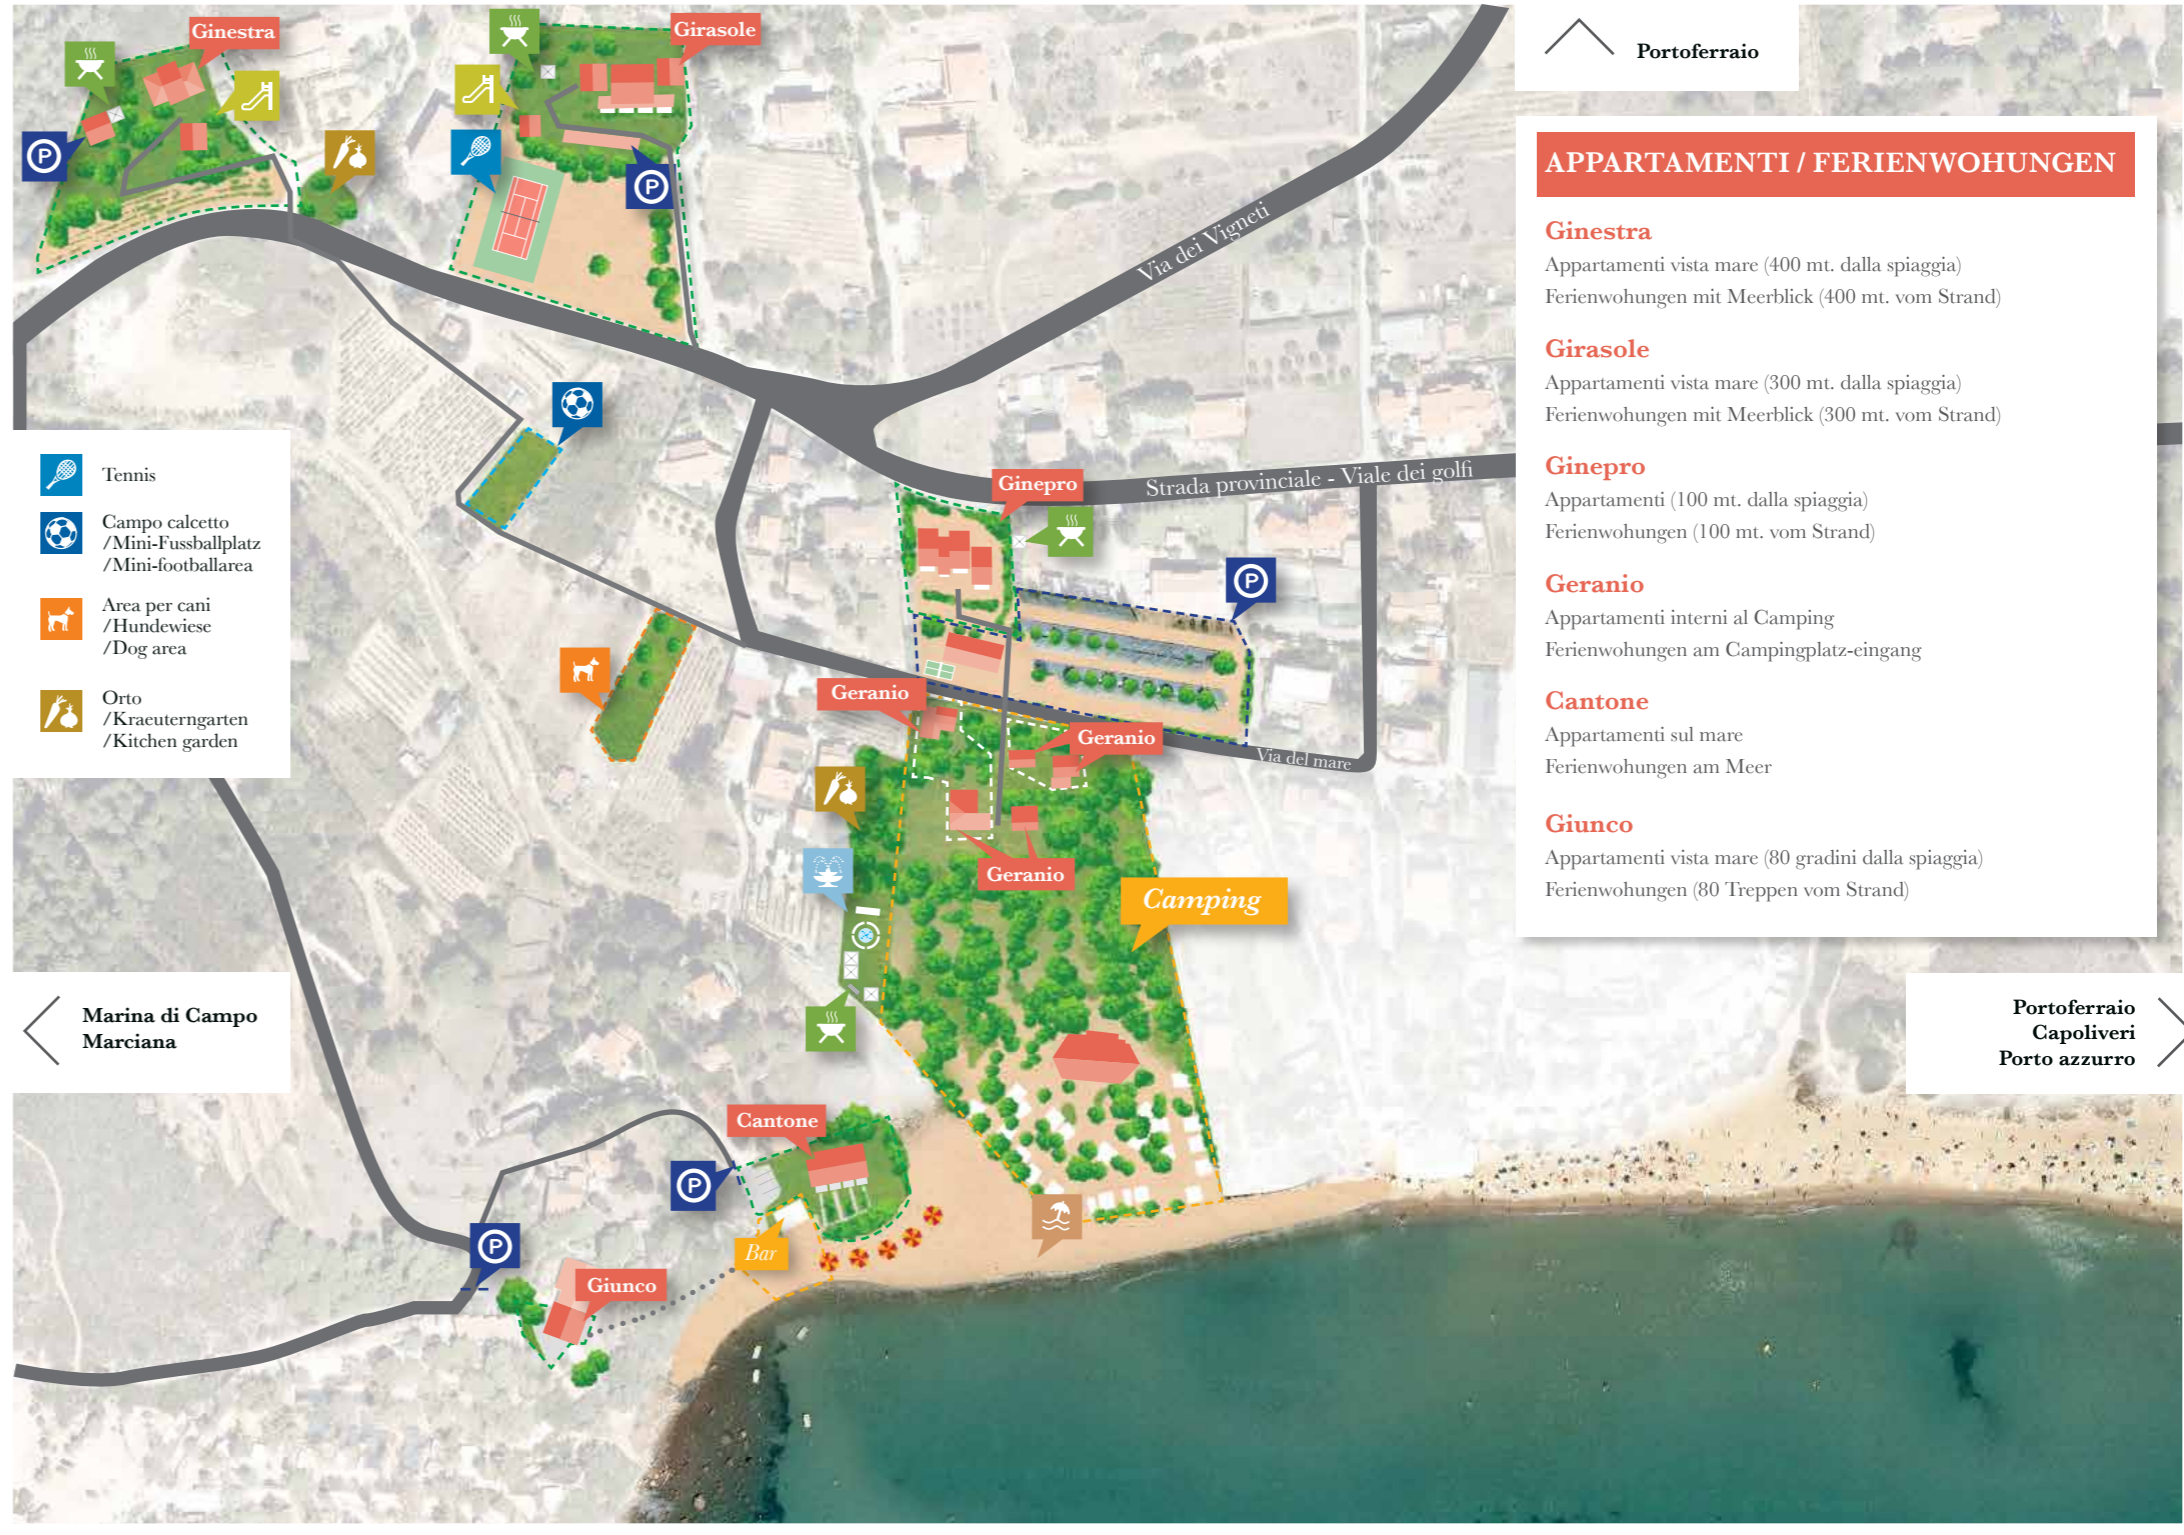 Ginestra
Girasole
Portoferraio
APPARTAMENTI / FERIENWOHUNGEN
Ginestra
Appartamenti vista mare (400 mt. dalla spiaggia)
Ferienwohungen mit Meerblick (400 mt. vom Strand)
Girasole
Appartamenti vista mare (300 mt. dalla spiaggia)
Ferienwohungen mit Meerblick (300 mt. vom Strand)
Ginepro
Appartamenti (100 mt. dalla spiaggia)
Ferienwohungen (100 mt. vom Strand)
Geranio
Appartamenti interni al Camping
Ferienwohungen am Campingplatz-eingang
Cantone
Appartamenti sul mare
Ferienwohungen am Meer
Giunco
Appartamenti vista mare (80 gradini dalla spiaggia)
Ferienwohungen (80 Treppen vom Strand)
P
P
Via dei Vigneti
Strada provinciale - Viale dei golfi
Ginepro
P
Tennis
Campo calcetto
/Mini-Fussballplatz
/Mini-footballarea
Area per cani
/Hundewiese
/Dog area
Orto
/Kraeuterngarten
/Kitchen garden
Geranio
Geranio
Via del mare
Geranio
Camping
Marina di Campo
Marciana
Portoferraio
Capoliveri
Porto azzurro
Cantone
P
P
Bar
Giunco